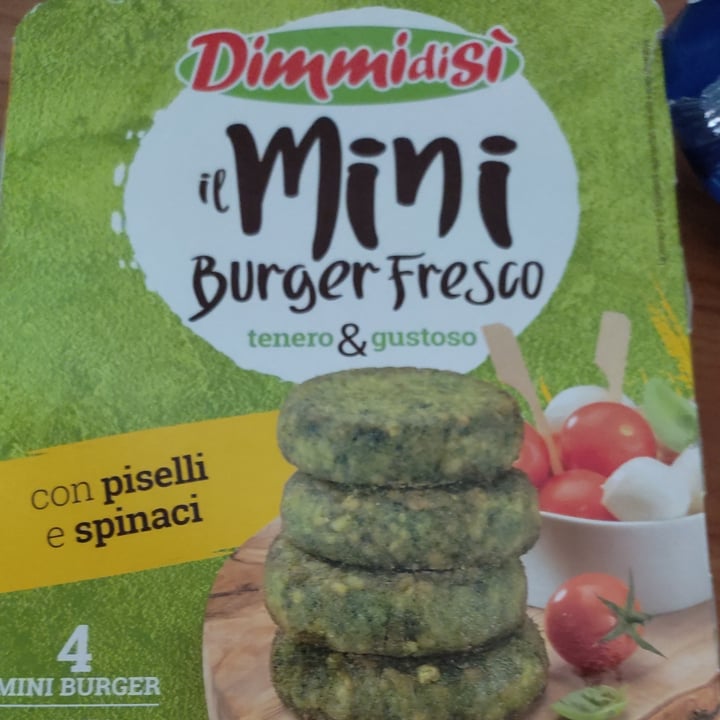 DimmidiSì
il Mini
Burger Fresco
tenero & gustoso
con piselli
e spinaci
4
MINI BURGER